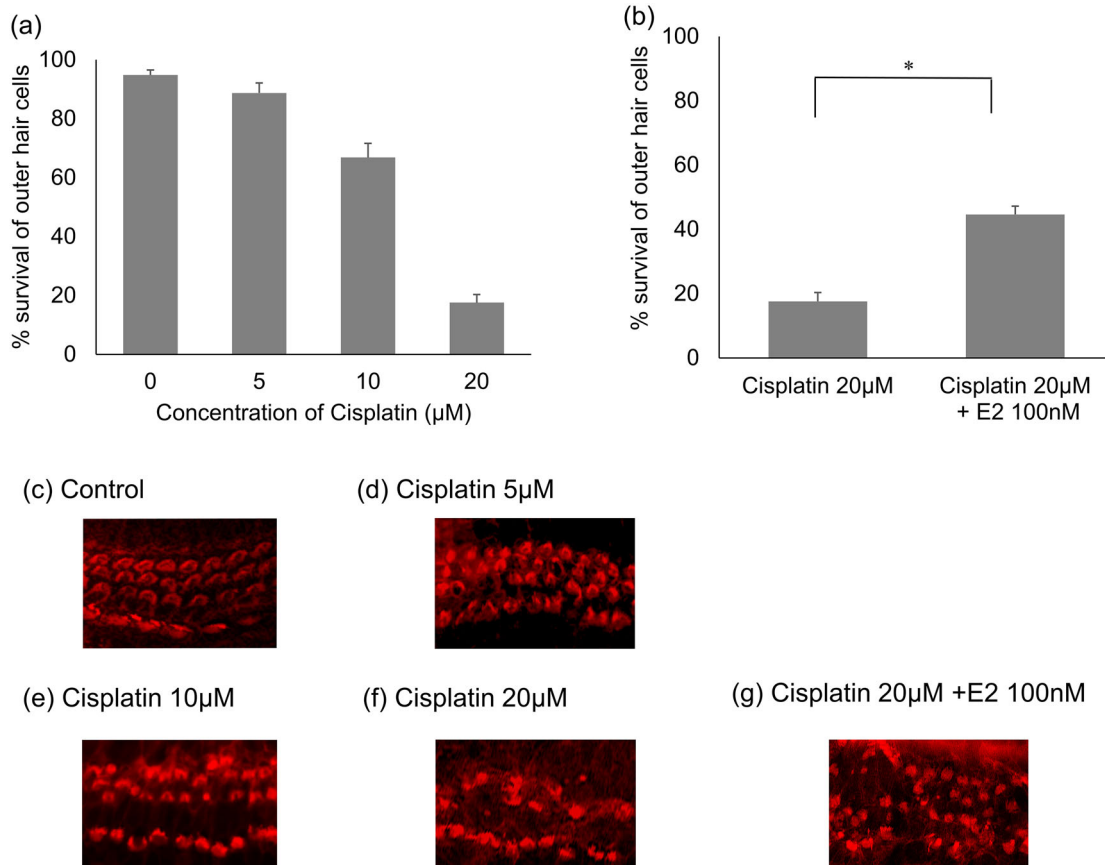 (a)
% survival of outer hair cells
100
80
60
40
20
0
0 5 10 20
Concentration of Cisplatin (µM)
(b)
% survival of outer hair cells
100
80
60
40
20
0
*
Cisplatin 20µM
Cisplatin 20µM
+ E2 100nM
(c) Control
(d) Cisplatin 5µM
(e) Cisplatin 10µM
(f) Cisplatin 20µM
(g) Cisplatin 20µM +E2 100nM